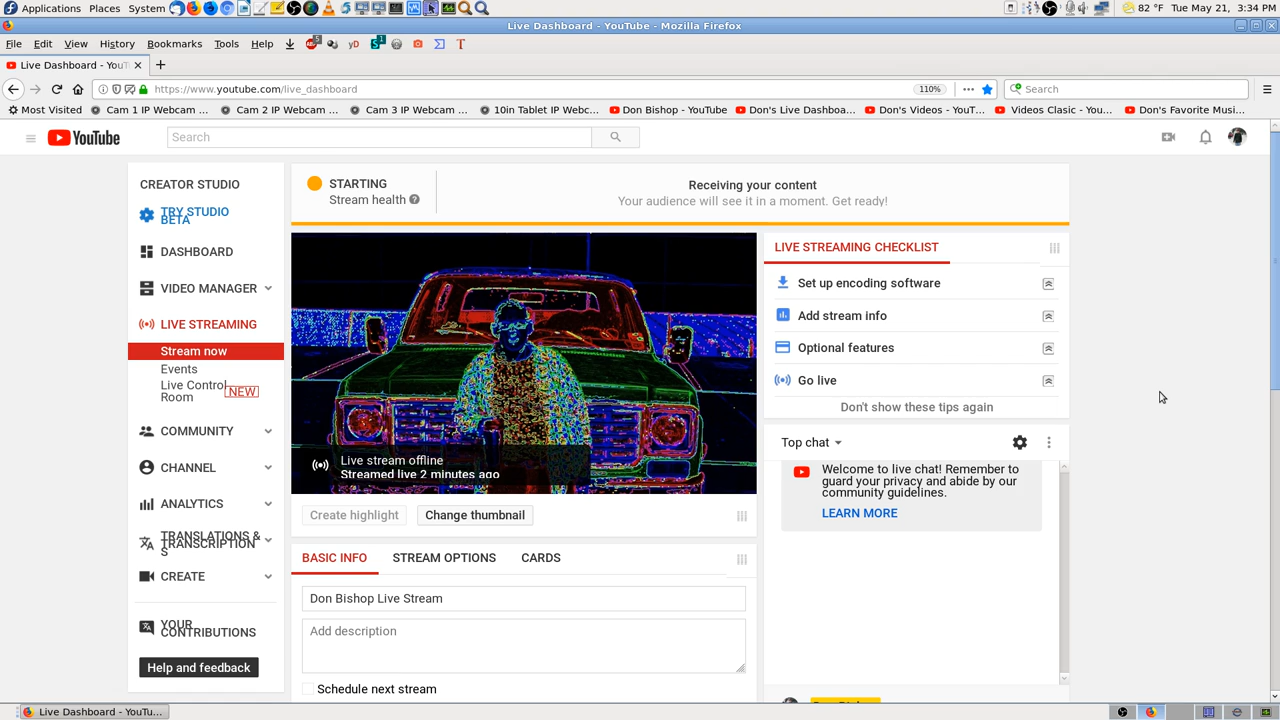 Applications Places System 82 °F Tue May 21, 3:34 PM
Live Dashboard - YouTube - Mozilla Firefox
File Edit View History Bookmarks Tools Help
Live Dashboard - YouT
https://www.youtube.com/live_dashboard 110% Search
Most Visited Cam 1 IP Webcam ... Cam 2 IP Webcam ... Cam 3 IP Webcam ... 10in Tablet IP Webc... Don Bishop - YouTube Don's Live Dashboa... Don's Videos - YouT... Videos Clasic - You... Don's Favorite Musi...
YouTube Search
CREATOR STUDIO
TRY STUDIO
BETA
DASHBOARD
VIDEO MANAGER
LIVE STREAMING
Stream now
Events
Live Control
Room NEW
COMMUNITY
CHANNEL
ANALYTICS
TRANSLATIONS &
TRANSCRIPTION
S
CREATE
YOUR
CONTRIBUTIONS
Help and feedback
STARTING
Stream health ?
Receiving your content
Your audience will see it in a moment. Get ready!
Live stream offline
Streamed live 2 minutes ago
Create highlight Change thumbnail
BASIC INFO STREAM OPTIONS CARDS
Don Bishop Live Stream
Add description
Schedule next stream
LIVE STREAMING CHECKLIST
Set up encoding software
Add stream info
Optional features
Go live
Don't show these tips again
Top chat
Welcome to live chat! Remember to
guard your privacy and abide by our
community guidelines.
LEARN MORE
Live Dashboard - YouTu...